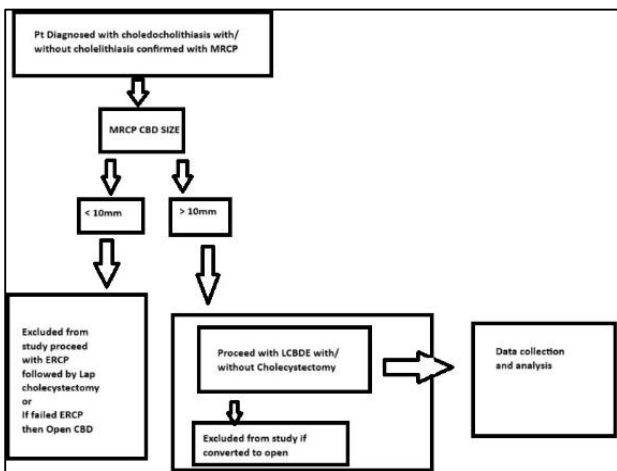 Pt Diagnosed with choledocholithiasis with/
without cholelithiasis confirmed with MRCP
MRCP CBD SIZE
< 10mm
> 10mm
Excluded from
study proceed
with ERCP
followed by Lap
cholecystectomy
or
If failed ERCP
then Open CBD
Proceed with LCBDE with/
without Cholecystectomy
Excluded from study if
converted to open
Data collection
and analysis